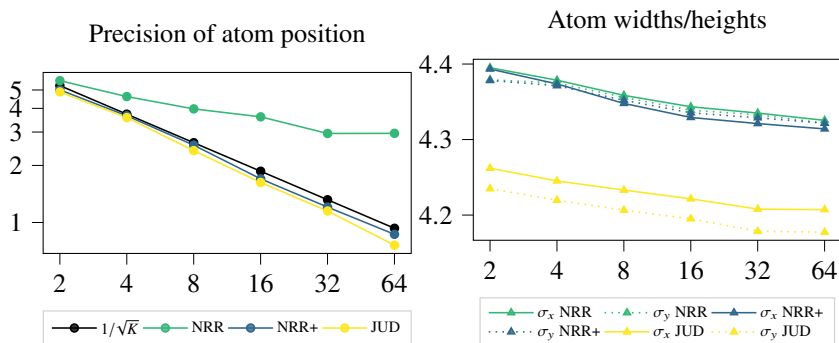 Precision of atom position
5
4
3
2
1
2 4 8 16 32 64
1/√K NRR NRR+ JUD
Atom widths/heights
4.4
4.3
4.2
2 4 8 16 32 64
σx NRR σy NRR σx NRR+
σy NRR+ σx JUD σy JUD